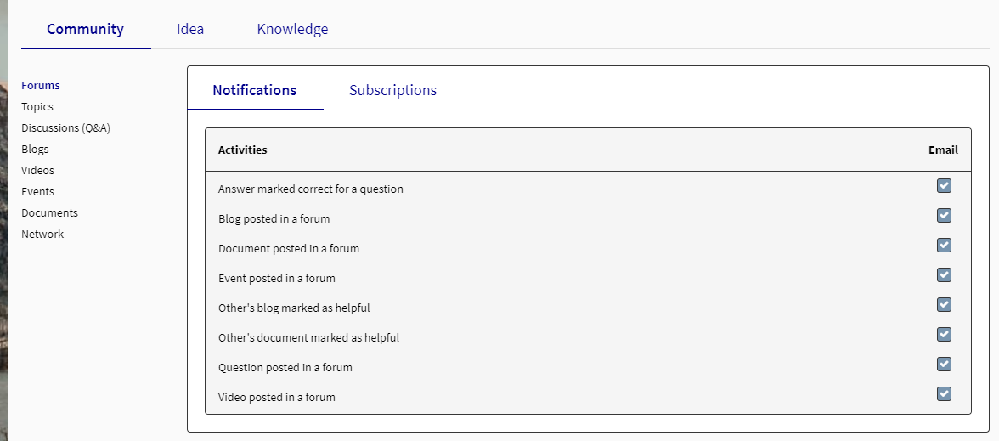 Community Idea Knowledge
Forums
Topics
Discussions (Q&A)
Blogs
Videos
Events
Documents
Network
Notifications Subscriptions
Activities Email
Answer marked correct for a question
Blog posted in a forum
Document posted in a forum
Event posted in a forum
Other's blog marked as helpful
Other's document marked as helpful
Question posted in a forum
Video posted in a forum